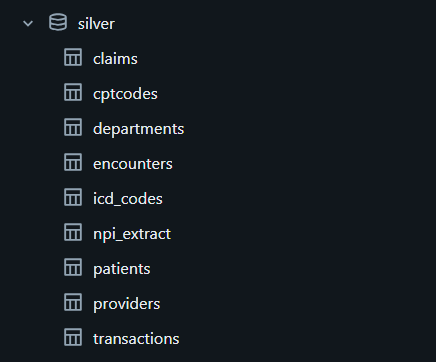 silver
claims
cptcodes
departments
encounters
icd_codes
npi_extract
patients
providers
transactions